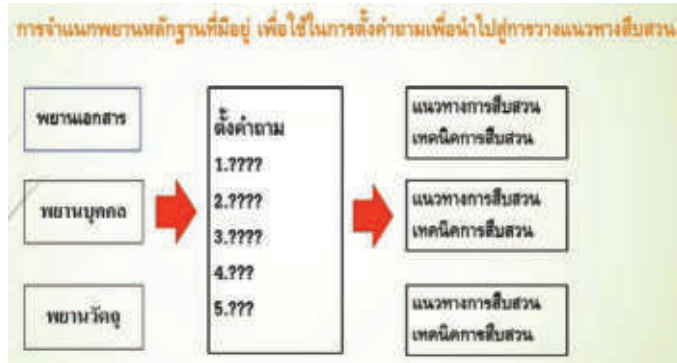 การจำแนกพยานหลักฐานที่มีอยู่ เพื่อใช้ในการตั้งคำถามเพื่อนำไปสู่การวางแนวทางสืบสวน
พยานเอกสาร
พยานบุคคล
พยานวัตถุ
ตั้งคำถาม
1.????
2.????
3.????
4.???
5.???
แนวทางการสืบสวน
เทคนิคการสืบสวน
แนวทางการสืบสวน
เทคนิคการสืบสวน
แนวทางการสืบสวน
เทคนิคการสืบสวน